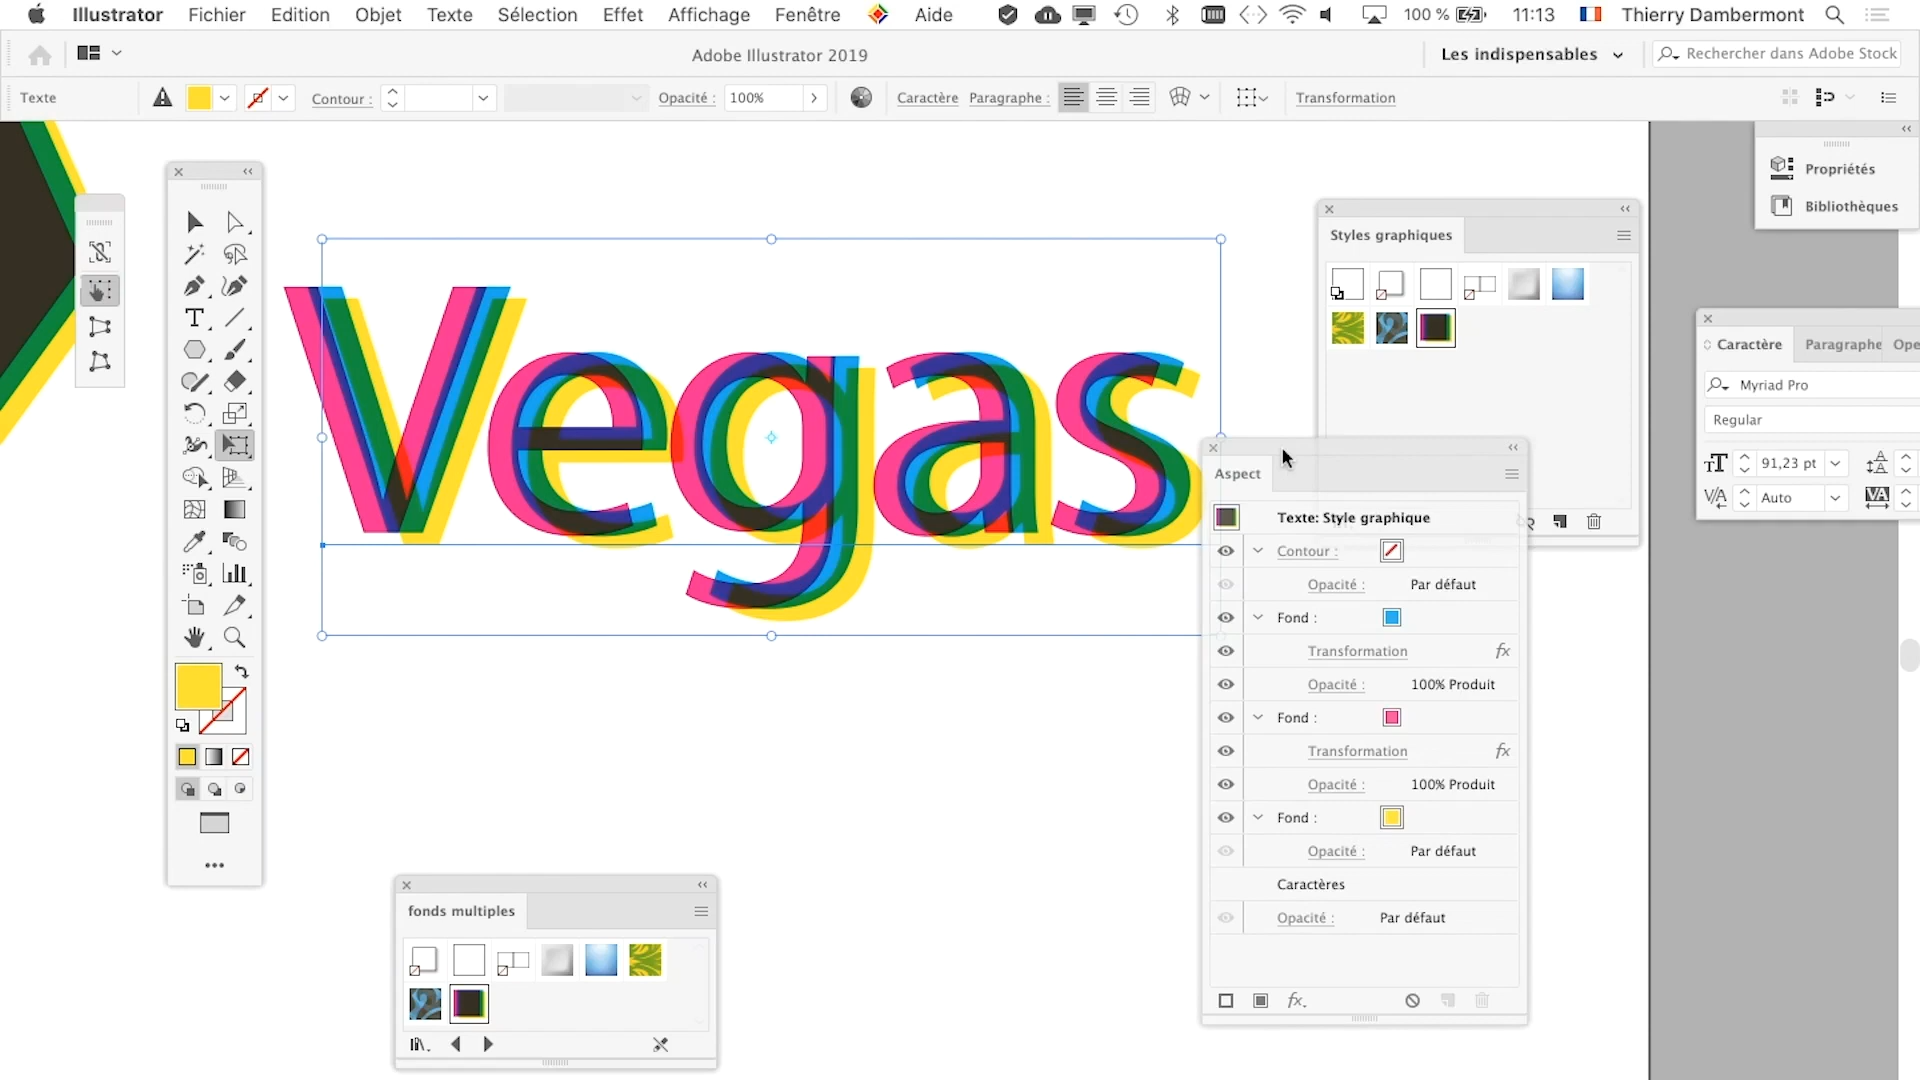 Illustrator Fichier Edition Objet Texte Sélection Effet Affichage Fenêtre Aide 100 % 11:13 Thierry Dambermont
Adobe Illustrator 2019
Les indispensables
Rechercher dans Adobe Stock
Texte
Contour :
Opacité :
100%
Caractère
Paragraphe :
Transformation
Propriétés
Bibliothèques
Vegas
Styles graphiques
Caractère
Paragraphe
Ope
Myriad Pro
Regular
91,23 pt
Auto
Aspect
Texte: Style graphique
Contour :
Opacité : Par défaut
Fond :
Transformation fx
Opacité : 100% Produit
Fond :
Transformation fx
Opacité : 100% Produit
Fond :
Opacité : Par défaut
Caractères
Opacité : Par défaut
fx.
fonds multiples